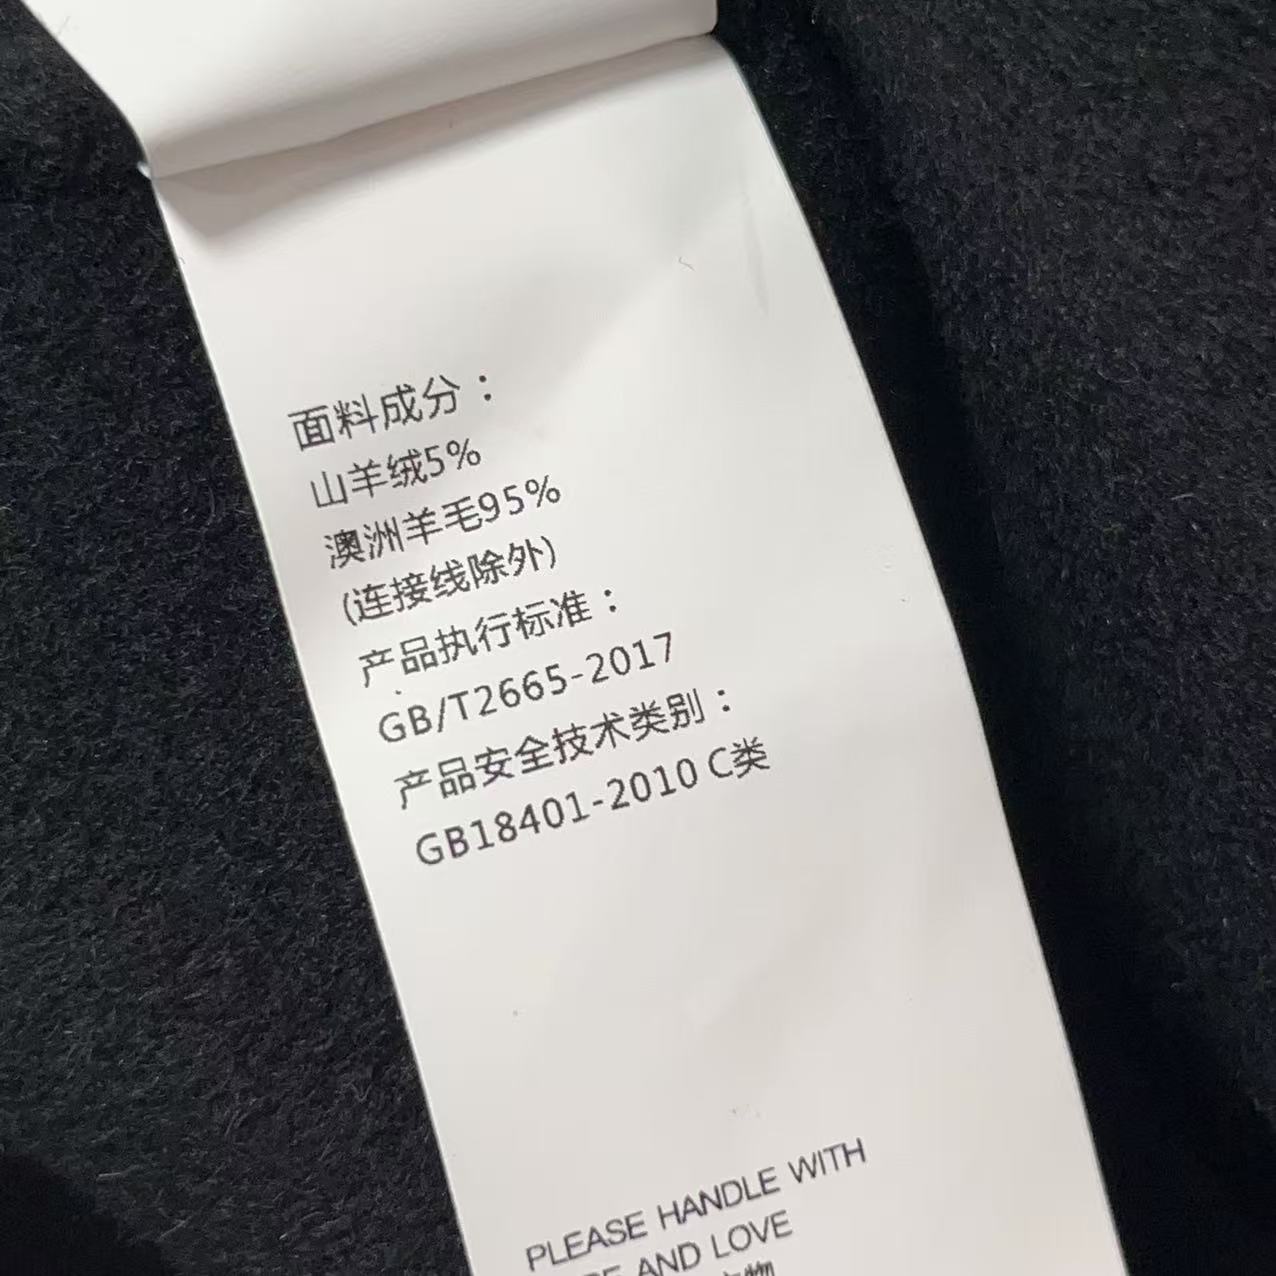 面料成分：
山羊绒5%
澳洲羊毛95%
(连接线除外)
产品执行标准：
GB/T2665-2017
产品安全技术类别：
GB18401-2010 C类
PLEASE HANDLE WITH
AND LOVE